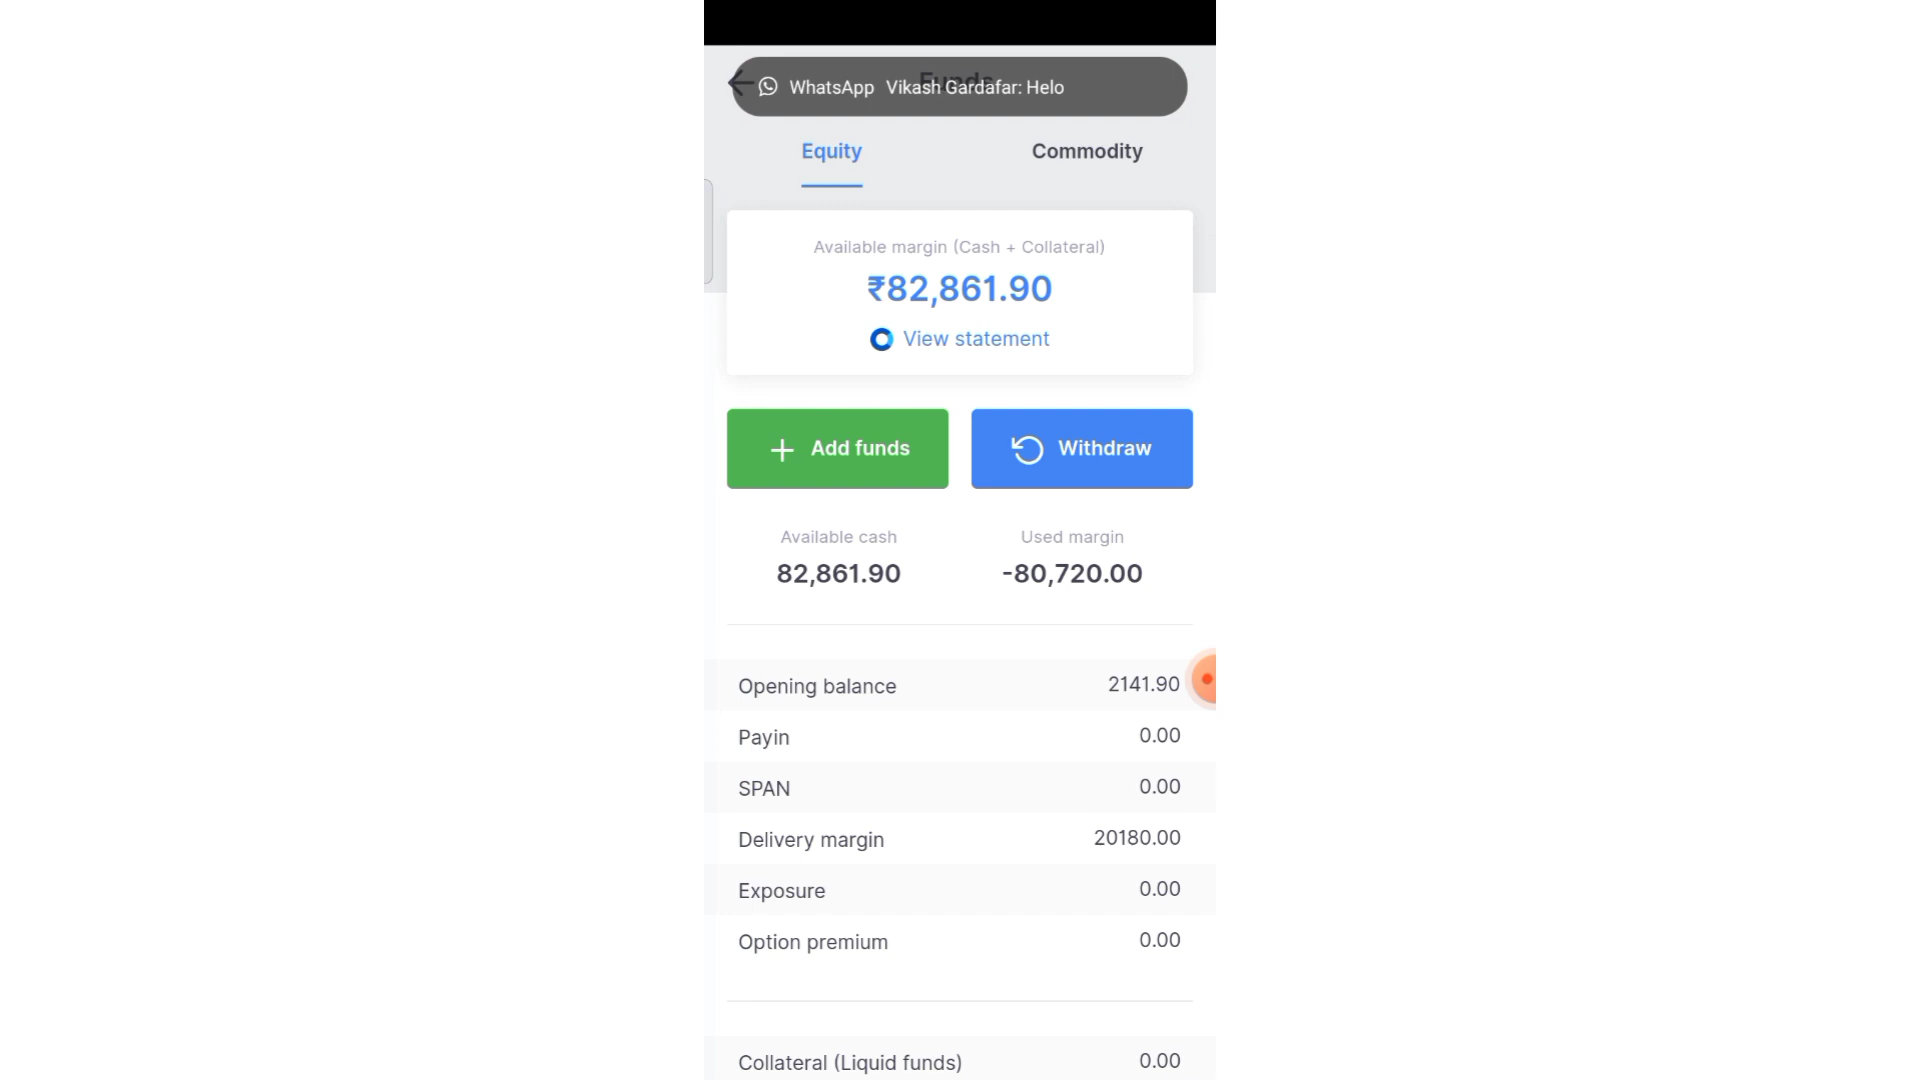 WhatsApp Vikash Gardafar: Helo
Funds
Equity
Commodity
Available margin (Cash + Collateral)
₹82,861.90
View statement
Add funds
Withdraw
Available cash
Used margin
82,861.90
-80,720.00
Opening balance 2141.90
Payin 0.00
SPAN 0.00
Delivery margin 20180.00
Exposure 0.00
Option premium 0.00
Collateral (Liquid funds) 0.00